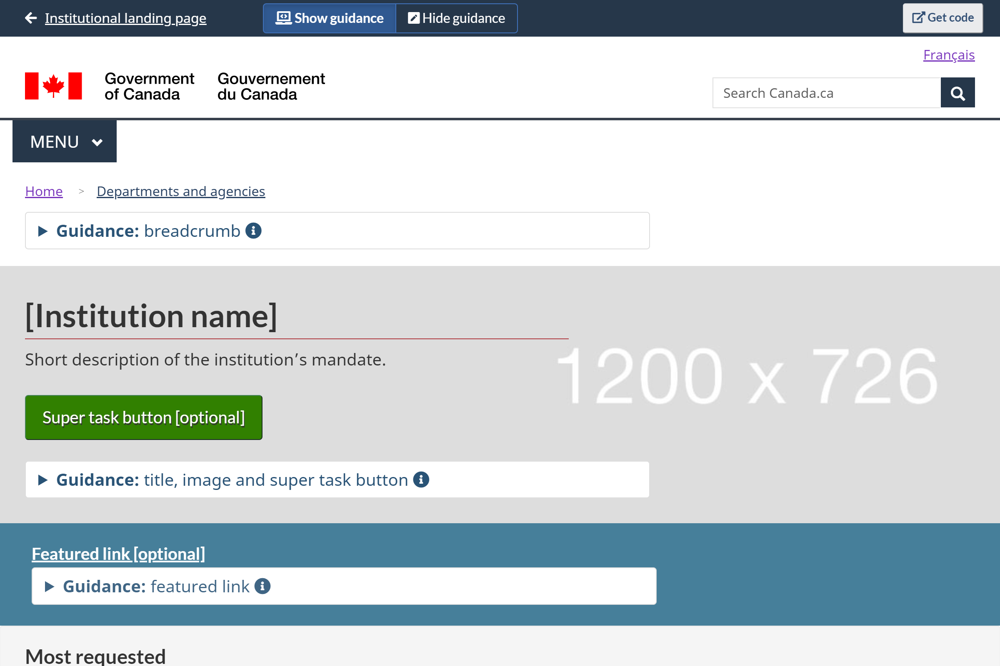 Institutional landing page
Show guidance
Hide guidance
Get code
Français
Government
of Canada
Gouvernement
du Canada
Search Canada.ca
MENU
Home > Departments and agencies
Guidance: breadcrumb
[Institution name]
Short description of the institution’s mandate.
1200 x 726
Super task button [optional]
Guidance: title, image and super task button
Featured link [optional]
Guidance: featured link
Most requested